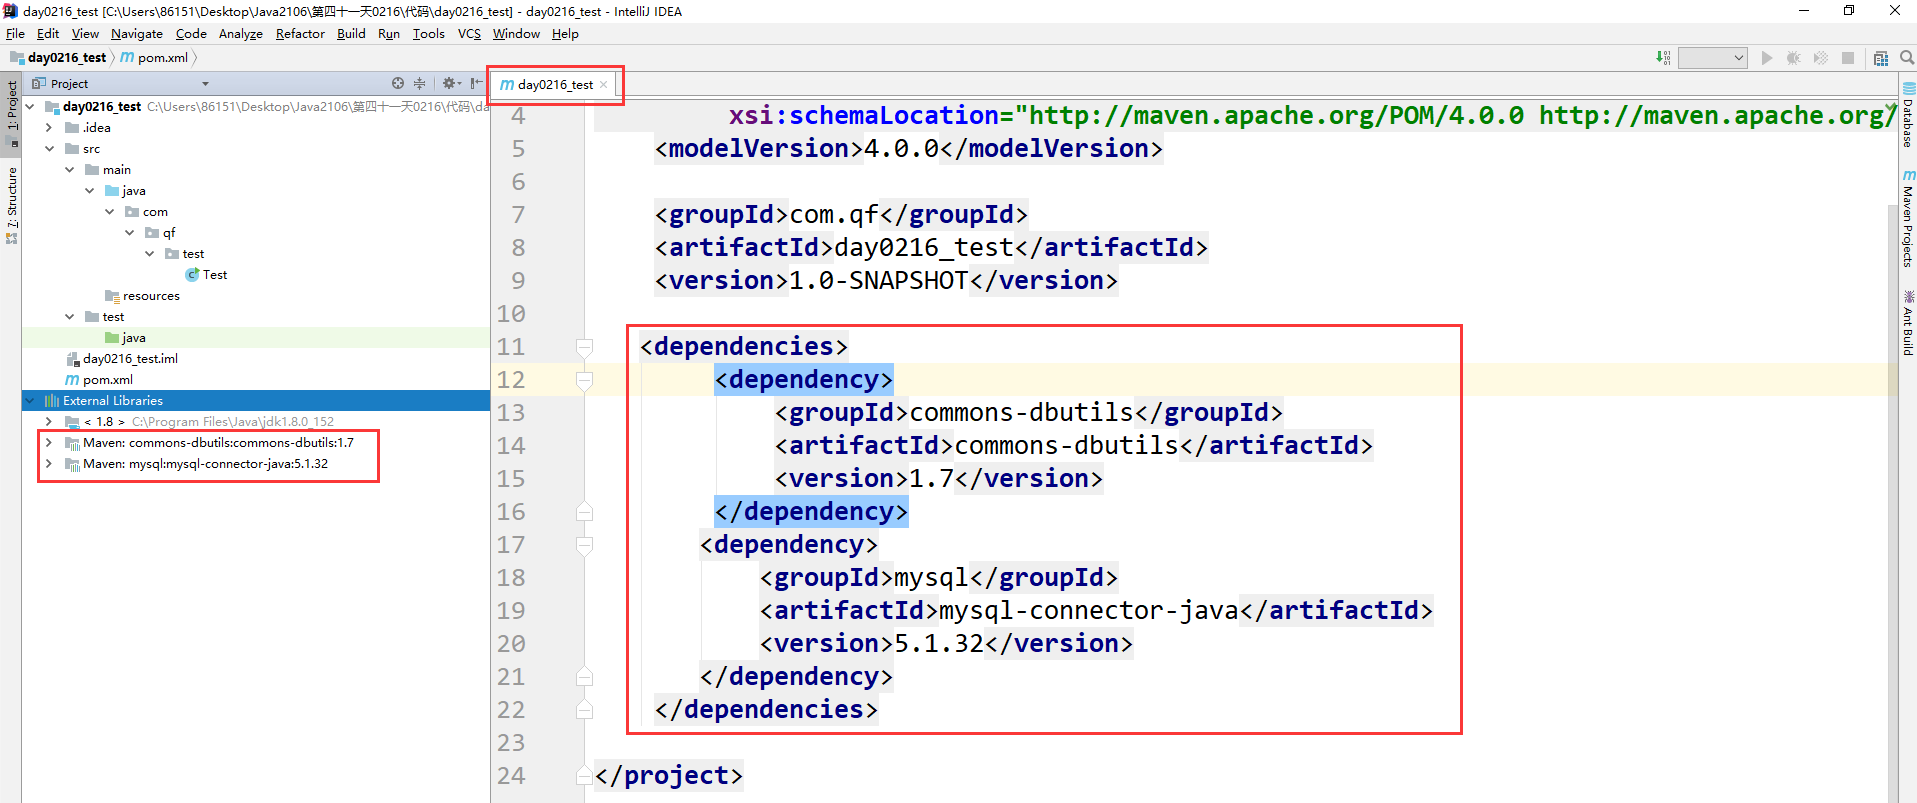 day0216_test [C:\Users\86151\Desktop\Java2106\第四十一天0216\代码\day0216_test] - day0216_test - IntelliJ IDEA
File Edit View Navigate Code Analyze Refactor Build Run Tools VCS Window Help
day0216_test pom.xml
Project
day0216_test
1: Project
7: Structure
day0216_test C:\Users\86151\Desktop\Java2106\第四十一天0216\代码\da
.idea
src
main
java
com
qf
test
Test
resources
test
java
day0216_test.iml
pom.xml
External Libraries
< 1.8 > C:\Program Files\Java\jdk1.8.0_152
Maven: commons-dbutils:commons-dbutils:1.7
Maven: mysql:mysql-connector-java:5.1.32
4 xsi:schemaLocation="http://maven.apache.org/POM/4.0.0 http://maven.apache.org/
5 <modelVersion>4.0.0</modelVersion>
6
7 <groupId>com.qf</groupId>
8 <artifactId>day0216_test</artifactId>
9 <version>1.0-SNAPSHOT</version>
10
11 <dependencies>
12 <dependency>
13 <groupId>commons-dbutils</groupId>
14 <artifactId>commons-dbutils</artifactId>
15 <version>1.7</version>
16 </dependency>
17 <dependency>
18 <groupId>mysql</groupId>
19 <artifactId>mysql-connector-java</artifactId>
20 <version>5.1.32</version>
21 </dependency>
22 </dependencies>
23
24 </project>
Database
Maven Projects
Ant Build